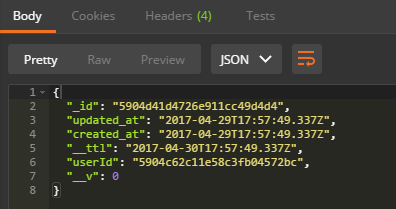 Body Cookies Headers (4) Tests
Pretty Raw Preview JSON
1 {
2 "_id": "5904d41d4726e911cc49d4d4",
3 "updated_at": "2017-04-29T17:57:49.337Z",
4 "created_at": "2017-04-29T17:57:49.337Z",
5 "__ttl": "2017-04-30T17:57:49.337Z",
6 "userId": "5904c62c11e58c3fb04572bc",
7 "__v": 0
8 }